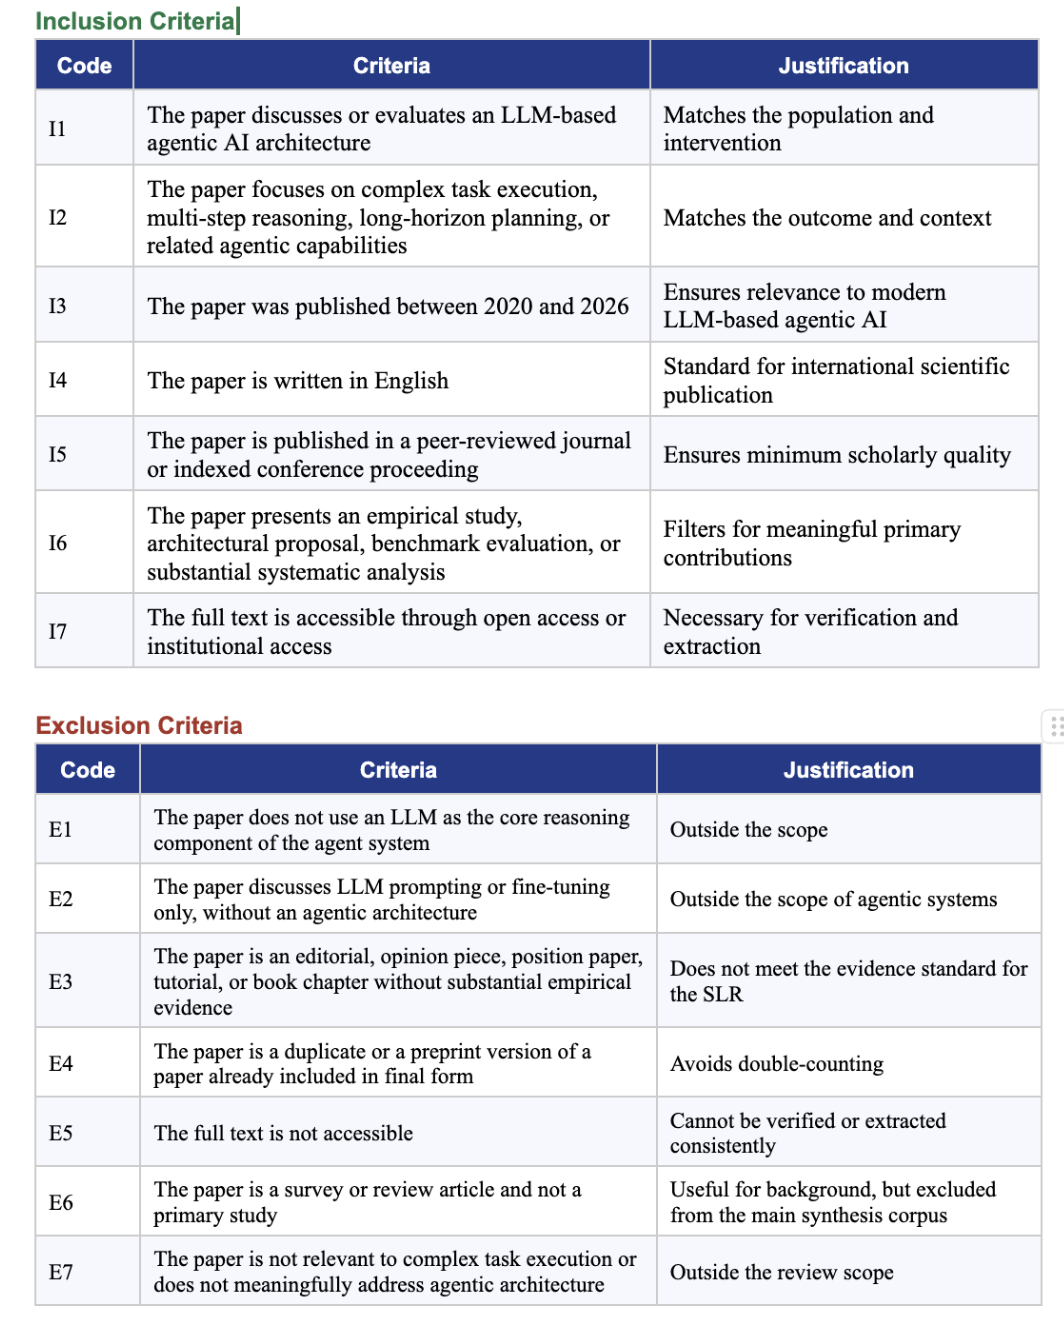 Inclusion Criteria
Code
Criteria
Justification
I1
The paper discusses or evaluates an LLM-based
agentic AI architecture
Matches the population and
intervention
I2
The paper focuses on complex task execution,
multi-step reasoning, long-horizon planning, or
related agentic capabilities
Matches the outcome and context
I3
The paper was published between 2020 and 2026
Ensures relevance to modern
LLM-based agentic AI
I4
The paper is written in English
Standard for international scientific
publication
I5
The paper is published in a peer-reviewed journal
or indexed conference proceeding
Ensures minimum scholarly quality
I6
The paper presents an empirical study,
architectural proposal, benchmark evaluation, or
substantial systematic analysis
Filters for meaningful primary
contributions
I7
The full text is accessible through open access or
institutional access
Necessary for verification and
extraction
Exclusion Criteria
Code
Criteria
Justification
E1
The paper does not use an LLM as the core reasoning
component of the agent system
Outside the scope
E2
The paper discusses LLM prompting or fine-tuning
only, without an agentic architecture
Outside the scope of agentic systems
E3
The paper is an editorial, opinion piece, position paper,
tutorial, or book chapter without substantial empirical
evidence
Does not meet the evidence standard for
the SLR
E4
The paper is a duplicate or a preprint version of a
paper already included in final form
Avoids double-counting
E5
The full text is not accessible
Cannot be verified or extracted
consistently
E6
The paper is a survey or review article and not a
primary study
Useful for background, but excluded
from the main synthesis corpus
E7
The paper is not relevant to complex task execution or
does not meaningfully address agentic architecture
Outside the review scope